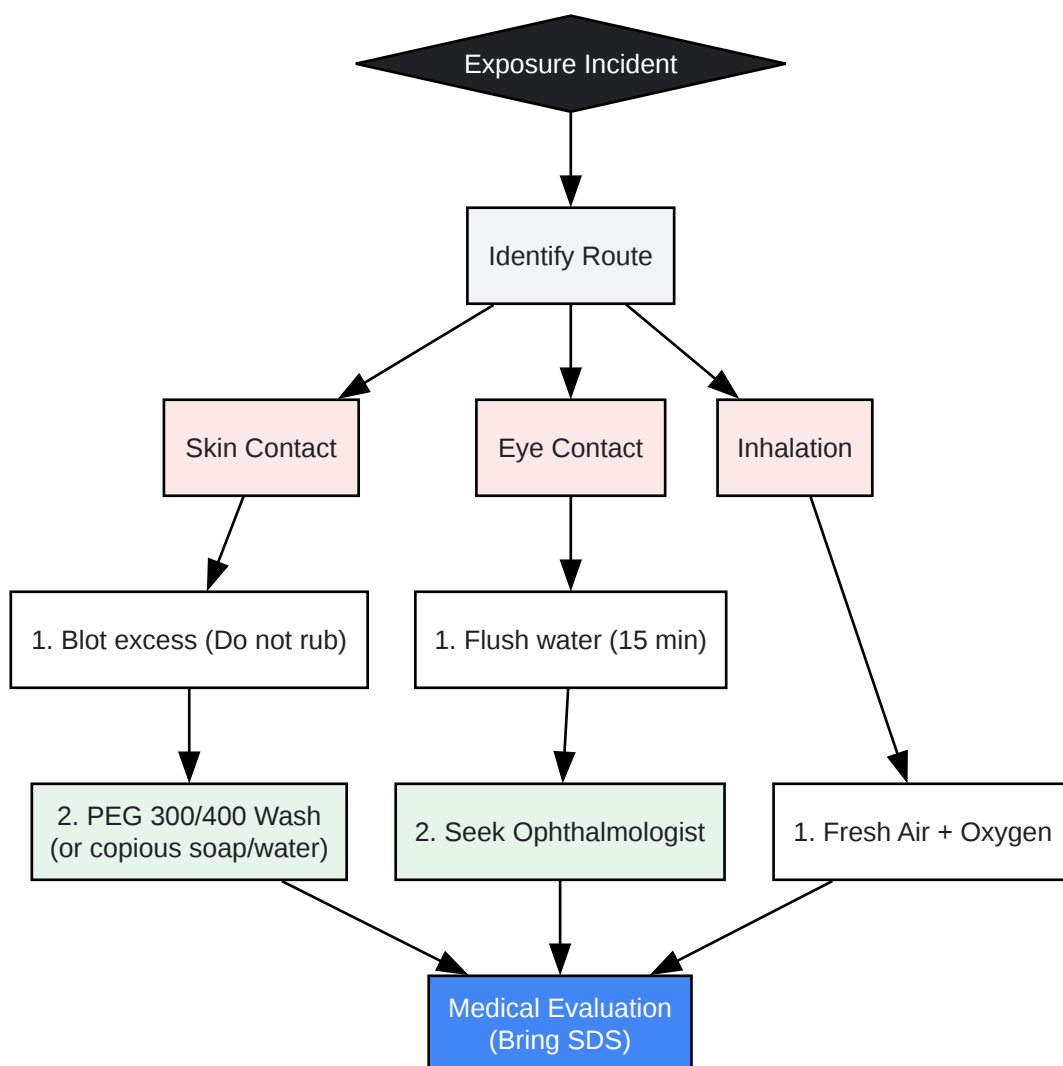 Exposure Incident
Identify Route
Skin Contact
Eye Contact
Inhalation
1. Blot excess (Do not rub)
1. Flush water (15 min)
2. PEG 300/400 Wash
(or copious soap/water)
2. Seek Ophthalmologist
1. Fresh Air + Oxygen
Medical Evaluation
(Bring SDS)